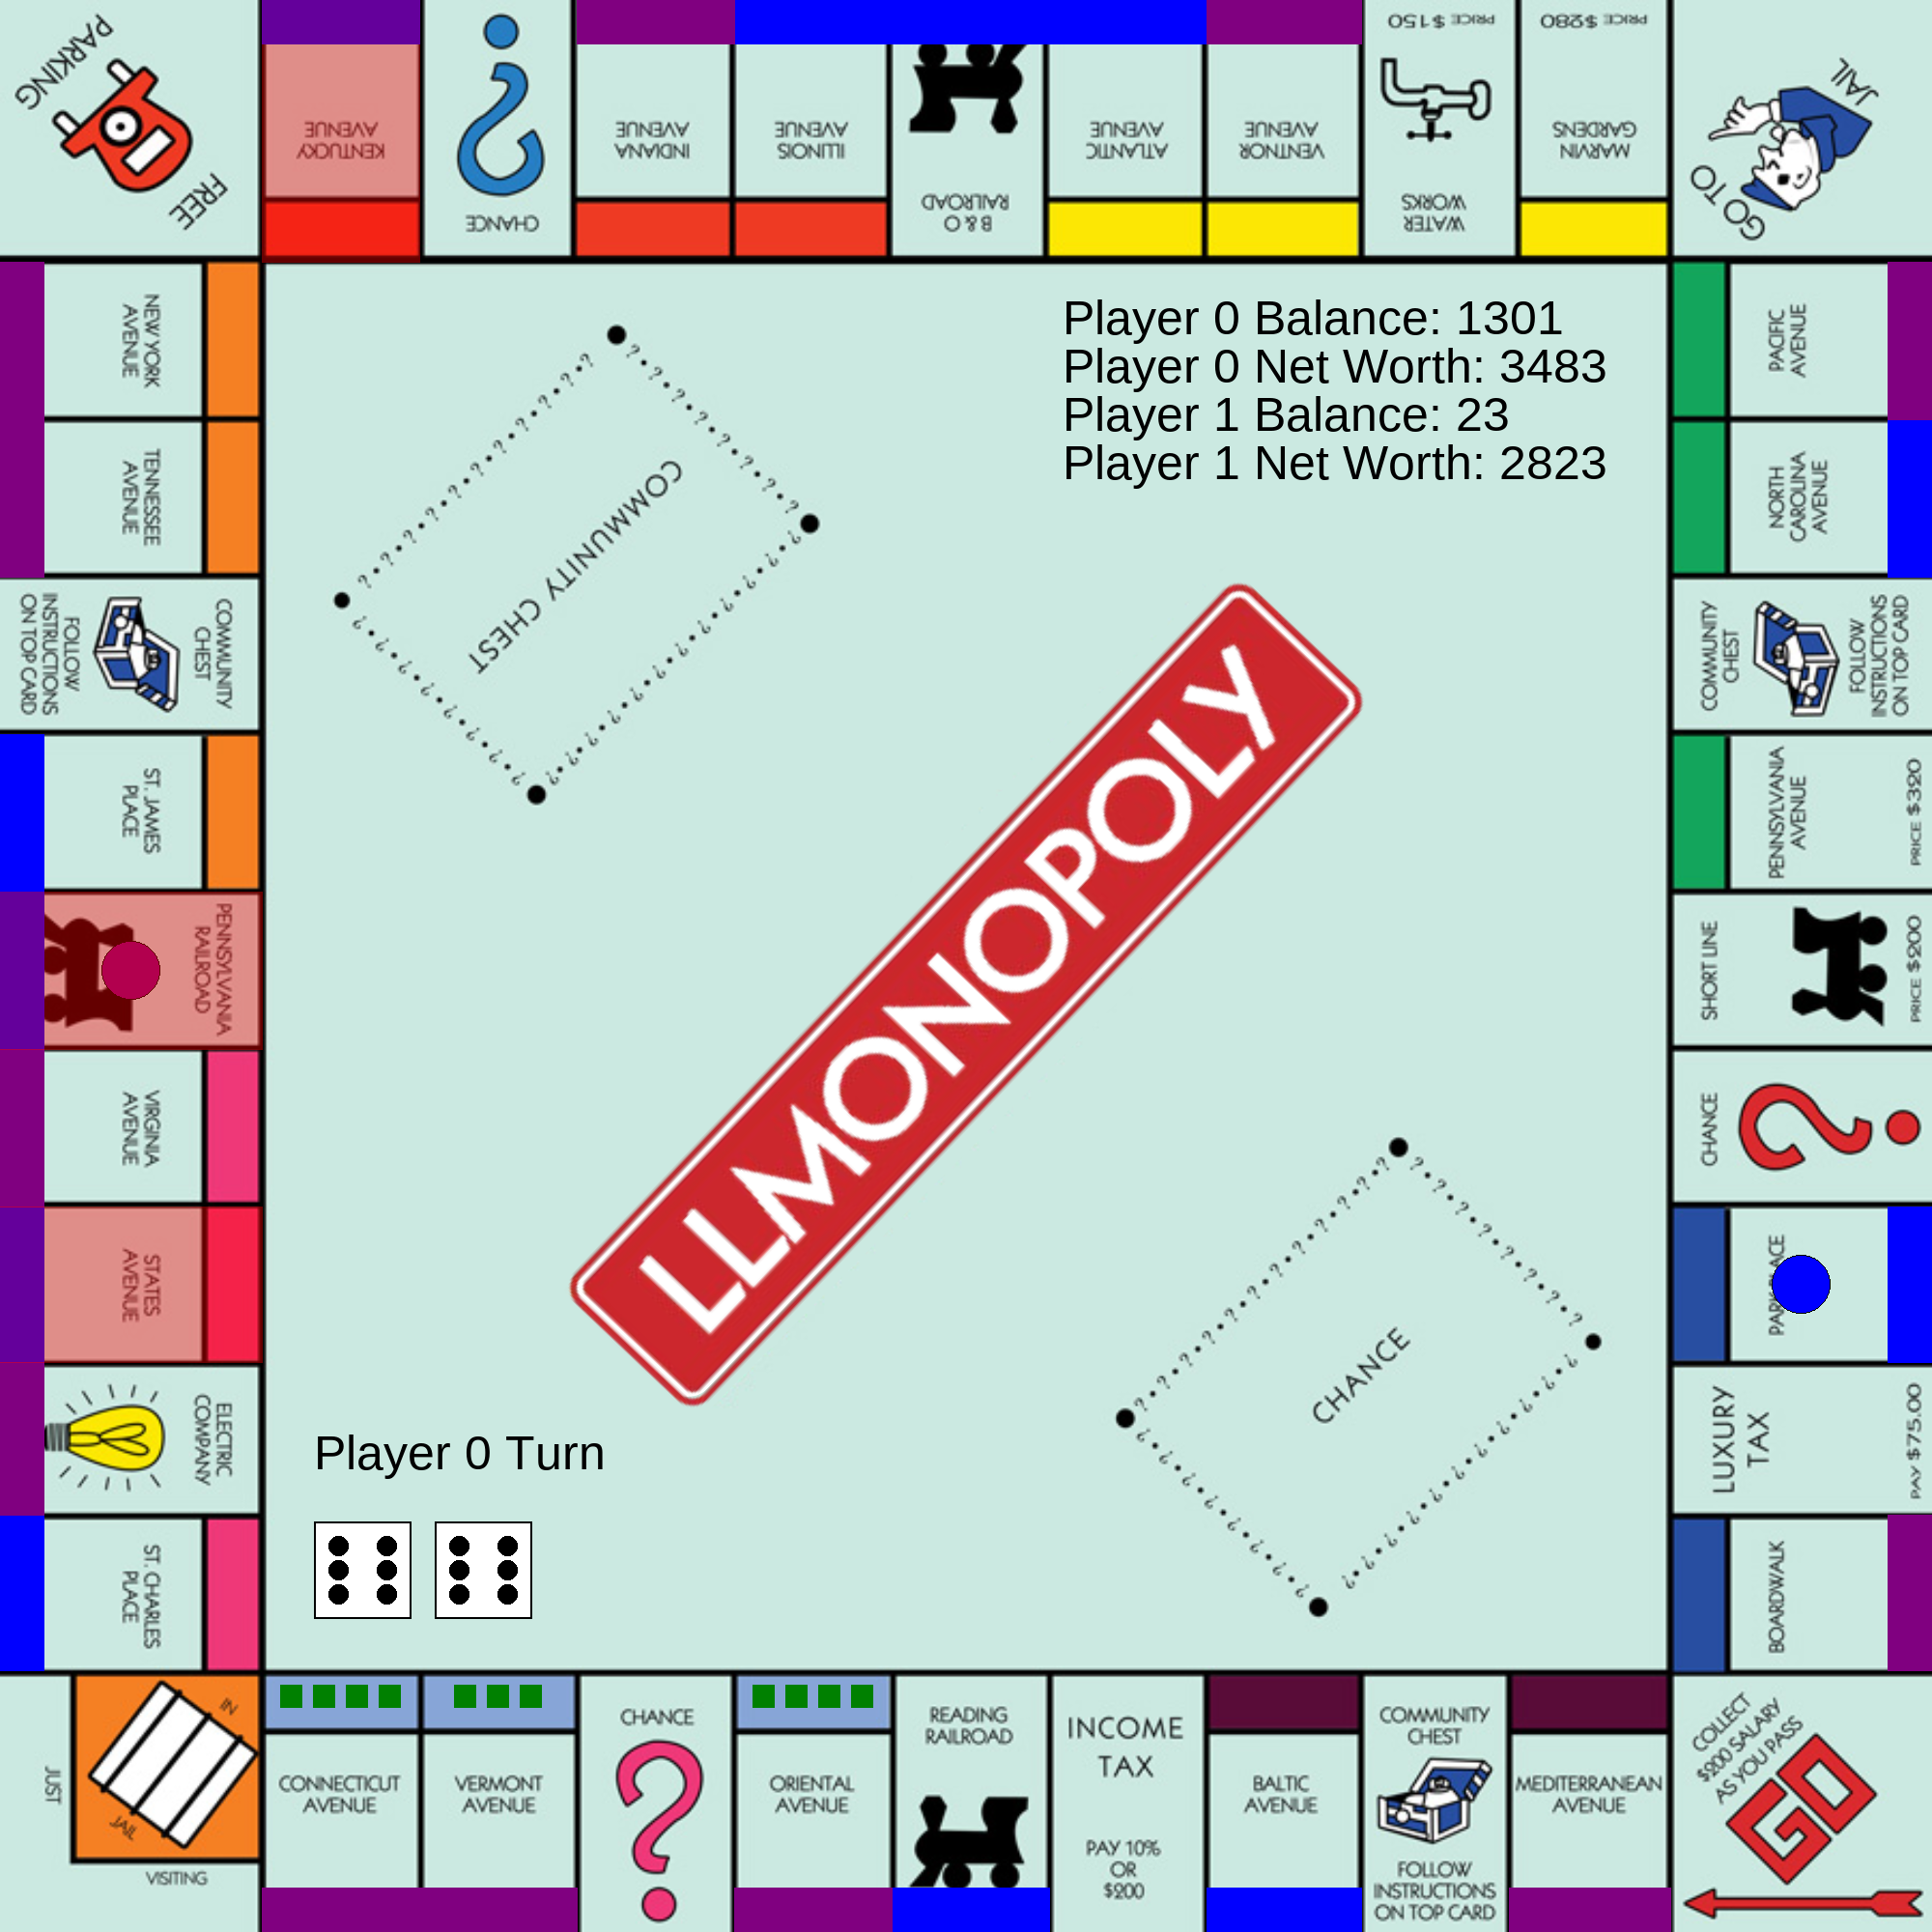 PARKING
FREE
KENTUCKY
AVENUE
CHANCE
INDIANA
AVENUE
ILLINOIS
AVENUE
B & O
RAILROAD
ATLANTIC
AVENUE
VENTNOR
AVENUE
PRICE $150
WATER
WORKS
PRICE $280
MARVIN
GARDENS
GO TO
JAIL
NEW YORK
AVENUE
TENNESSEE
AVENUE
COMMUNITY
CHEST
FOLLOW
INSTRUCTIONS
ON TOP CARD
ST. JAMES
PLACE
PENNSYLVANIA
RAILROAD
VIRGINIA
AVENUE
STATES
AVENUE
ELECTRIC
COMPANY
ST. CHARLES
PLACE
Player 0 Balance: 1301
Player 0 Net Worth: 3483
Player 1 Balance: 23
Player 1 Net Worth: 2823
COMMUNITY CHEST
LLMONOPOLY
CHANCE
Player 0 Turn
PACIFIC
AVENUE
NORTH
CAROLINA
AVENUE
COMMUNITY
CHEST
FOLLOW
INSTRUCTIONS
ON TOP CARD
PENNSYLVANIA
AVENUE
PRICE $320
SHORT LINE
PRICE $200
CHANCE
LUXURY
TAX
PAY $75.00
BOARDWALK
JUST
VISITING
IN
JAIL
CONNECTICUT
AVENUE
VERMONT
AVENUE
CHANCE
ORIENTAL
AVENUE
READING
RAILROAD
INCOME
TAX
PAY 10%
OR
$200
BALTIC
AVENUE
COMMUNITY
CHEST
FOLLOW
INSTRUCTIONS
ON TOP CARD
MEDITERRANEAN
AVENUE
COLLECT
$200 SALARY
AS YOU PASS
GO